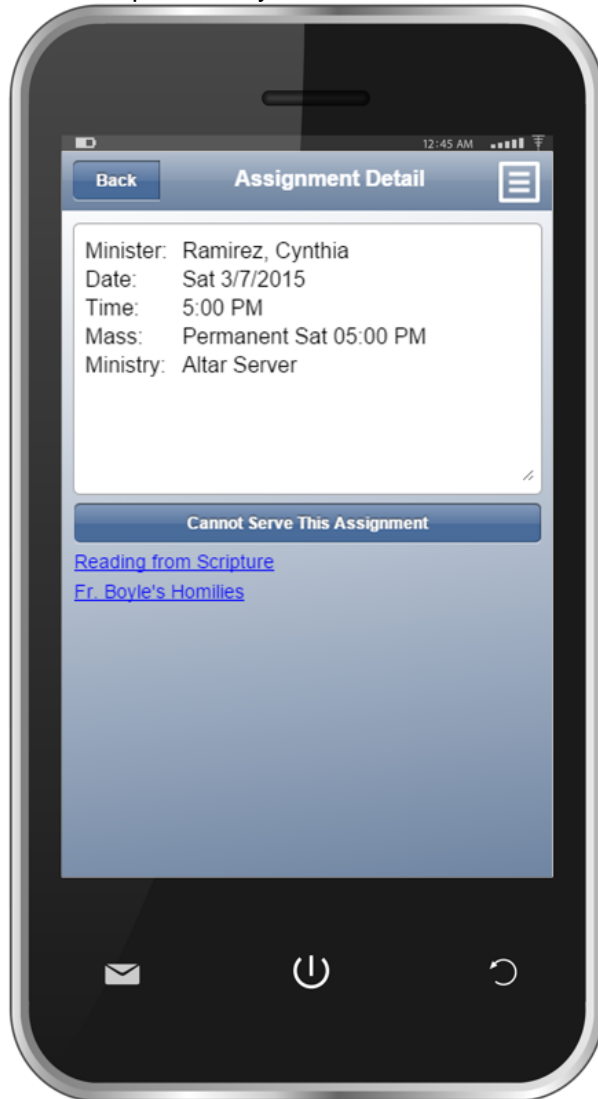 12:45 AM
Back
Assignment Detail
Minister: Ramirez, Cynthia
Date: Sat 3/7/2015
Time: 5:00 PM
Mass: Permanent Sat 05:00 PM
Ministry: Altar Server
Cannot Serve This Assignment
Reading from Scripture
Fr. Boyle's Homilies